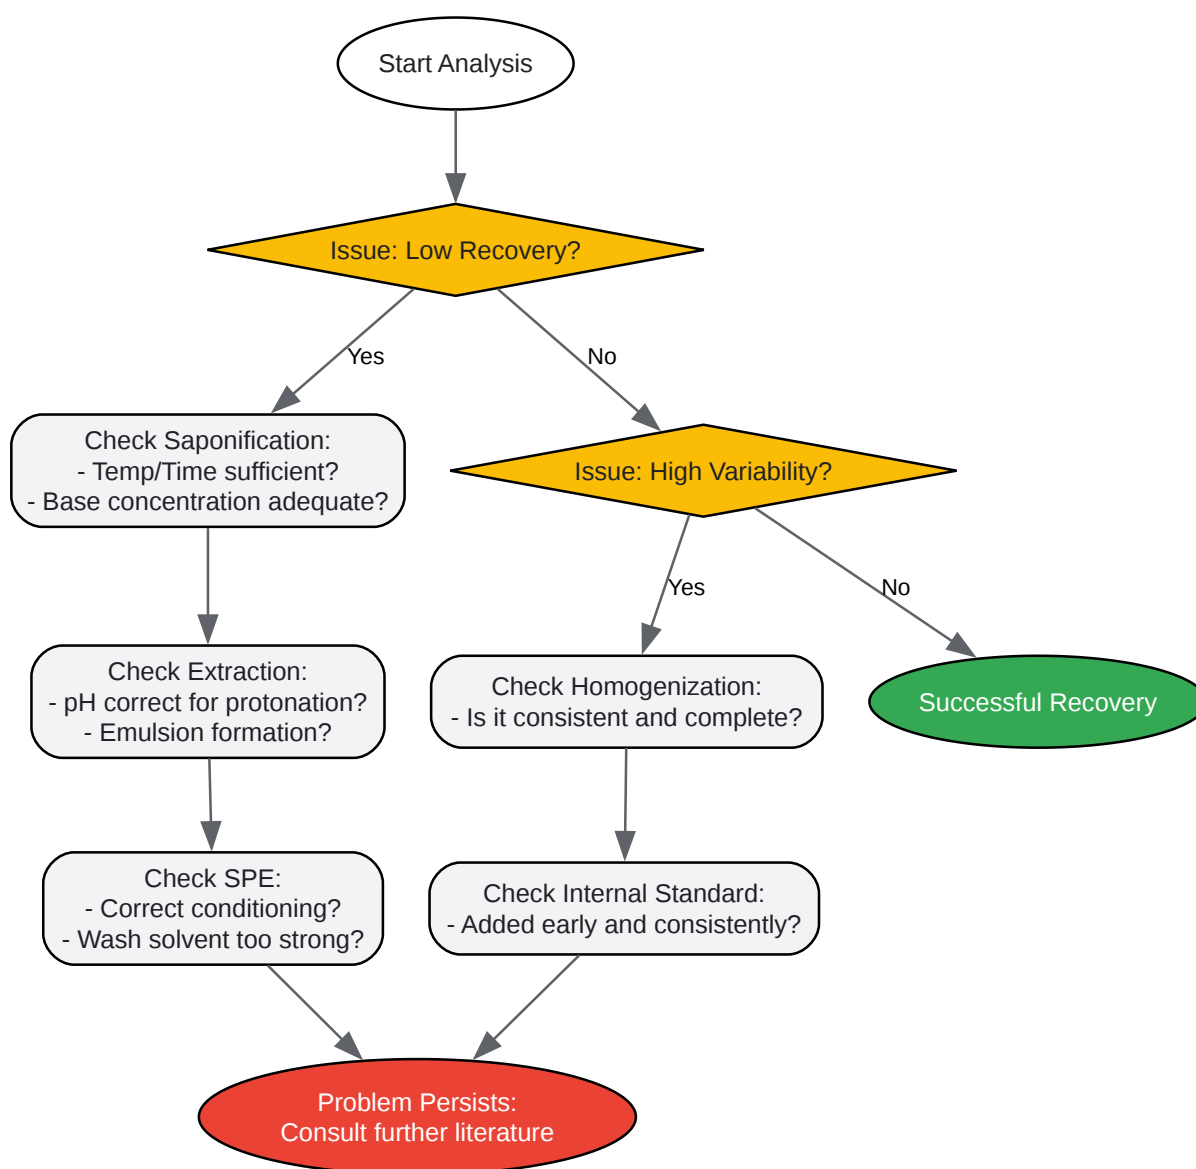 Start Analysis
Issue: Low Recovery?
Yes
No
Check Saponification:
- Temp/Time sufficient?
- Base concentration adequate?
Issue: High Variability?
Yes
No
Check Extraction:
- pH correct for protonation?
- Emulsion formation?
Check Homogenization:
- Is it consistent and complete?
Successful Recovery
Check SPE:
- Correct conditioning?
- Wash solvent too strong?
Check Internal Standard:
- Added early and consistently?
Problem Persists:
Consult further literature